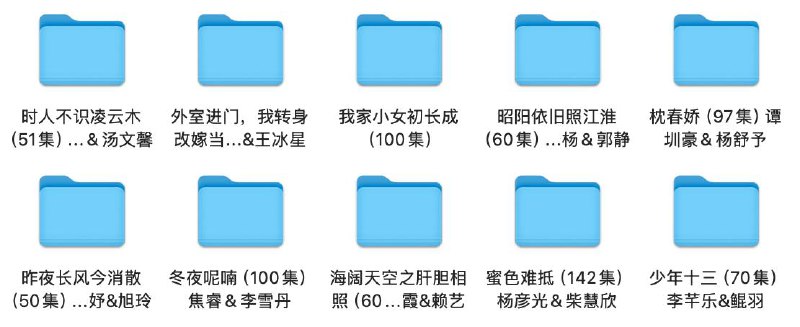 时人不识凌云木
(51集) ...&汤文馨
外室进门，我转身
改嫁当...&王冰星
我家小女初长成
(100集)
昭阳依旧照江淮
(60集) ...杨&郭静
枕春娇 (97集) 谭
圳豪&杨舒予
昨夜长风今消散
(50集) ...妤&旭玲
冬夜呢喃 (100集)
焦睿&李雪丹
海阔天空之肝胆相
照 (60...霞&赖艺
蜜色难抵 (142集)
杨彦光&柴慧欣
少年十三 (70集)
李芊乐&鲲羽